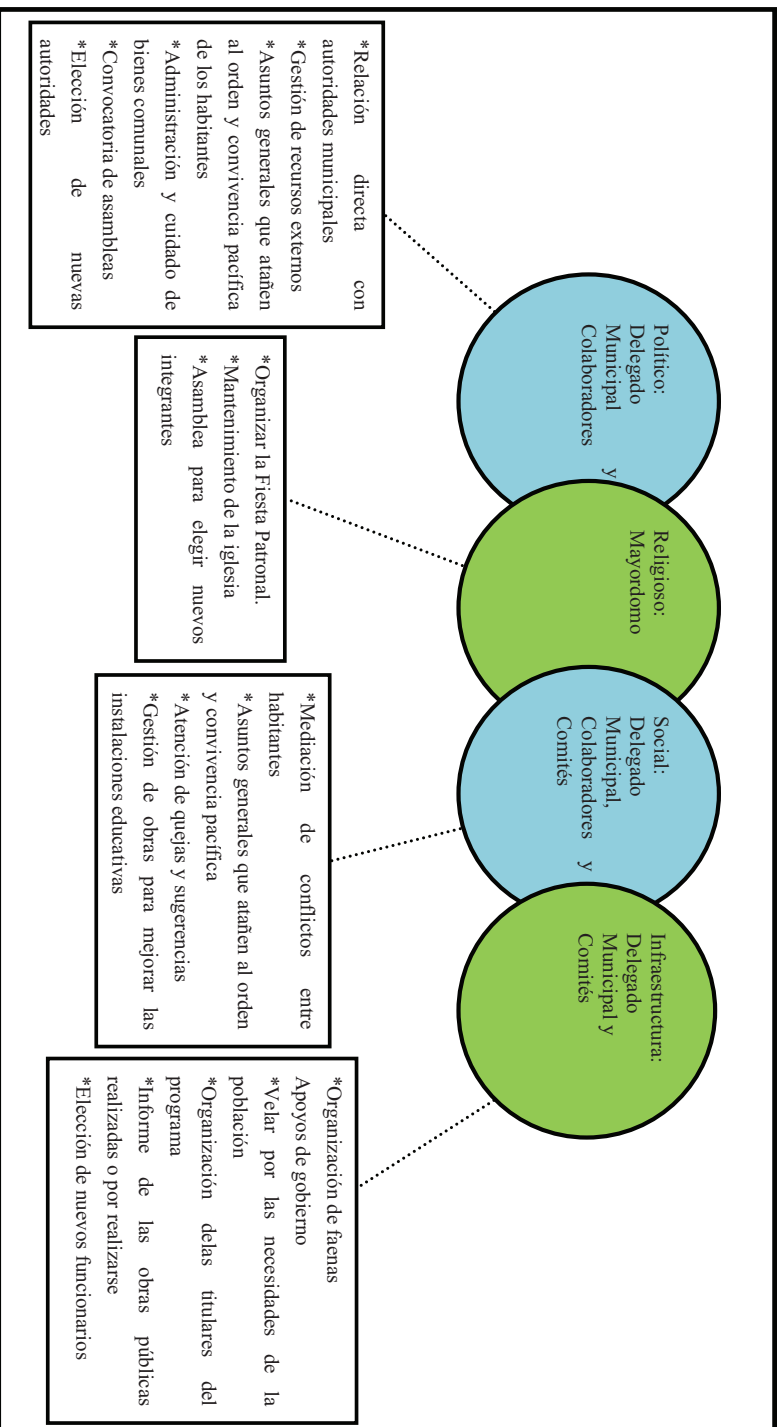 Político:
Delegado
Municipal y
Colaboradores
Religioso:
Mayordomo
Social:
Delegado
Municipal,
Colaboradores y
Comités
Infraestructura:
Delegado
Municipal y
Comités
*Relación directa con
autoridades municipales
*Gestión de recursos externos
*Asuntos generales que atañen
al orden y convivencia pacífica
de los habitantes
*Administración y cuidado de
bienes comunales
*Convocatoria de asambleas
*Elección de nuevas
autoridades
*Organizar la Fiesta Patronal.
*Mantenimiento de la iglesia
*Asamblea para elegir nuevos
integrantes
*Mediación de conflictos entre
habitantes
*Asuntos generales que atañen al orden
y convivencia pacífica
*Atención de quejas y sugerencias
*Gestión de obras para mejorar las
instalaciones educativas
*Organización de faenas
Apoyos de gobierno
*Velar por las necesidades de la
población
*Organización delas titulares del
programa
*Informe de las obras públicas
realizadas o por realizarse
*Elección de nuevos funcionarios